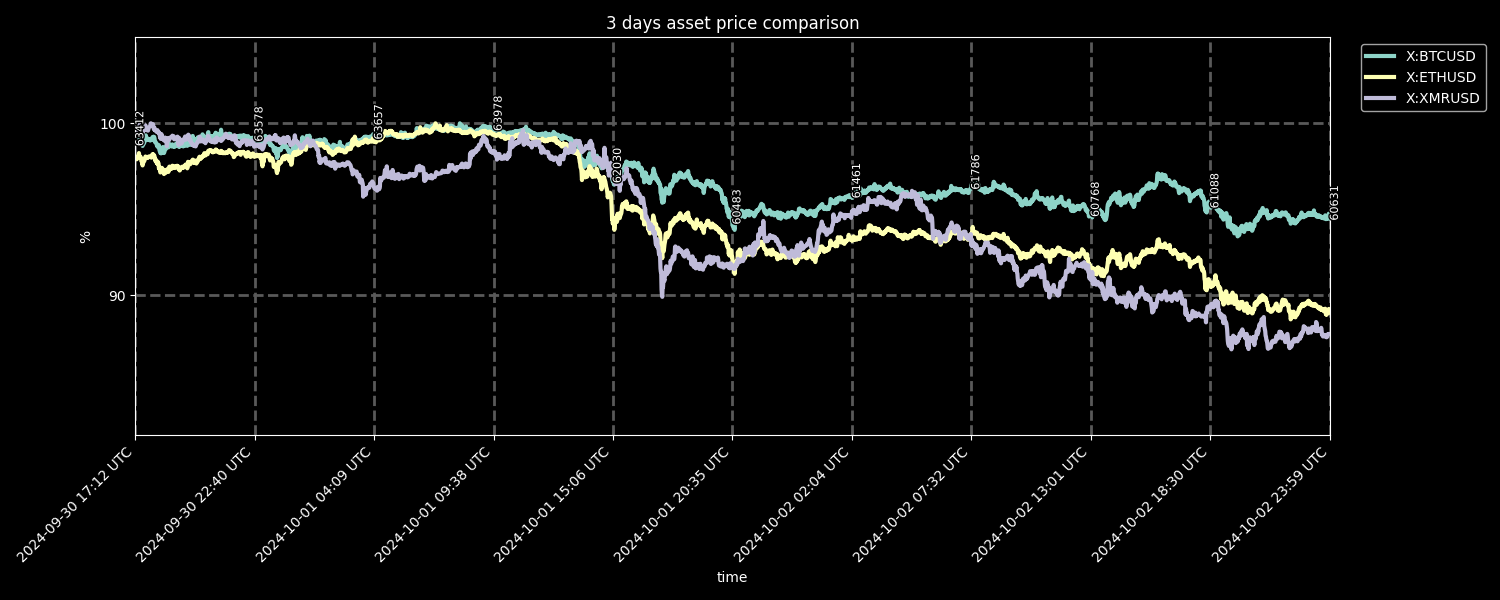 3 days asset price comparison
X:BTCUSD
X:ETHUSD
X:XMRUSD
%
100
90
63412
63578
63657
63978
62030
60483
61461
61786
60768
61088
60631
2024-09-30 17:12 UTC
2024-09-30 22:40 UTC
2024-10-01 04:09 UTC
2024-10-01 09:38 UTC
2024-10-01 15:06 UTC
2024-10-01 20:35 UTC
2024-10-02 02:04 UTC
2024-10-02 07:32 UTC
2024-10-02 13:01 UTC
2024-10-02 18:30 UTC
2024-10-02 23:59 UTC
time